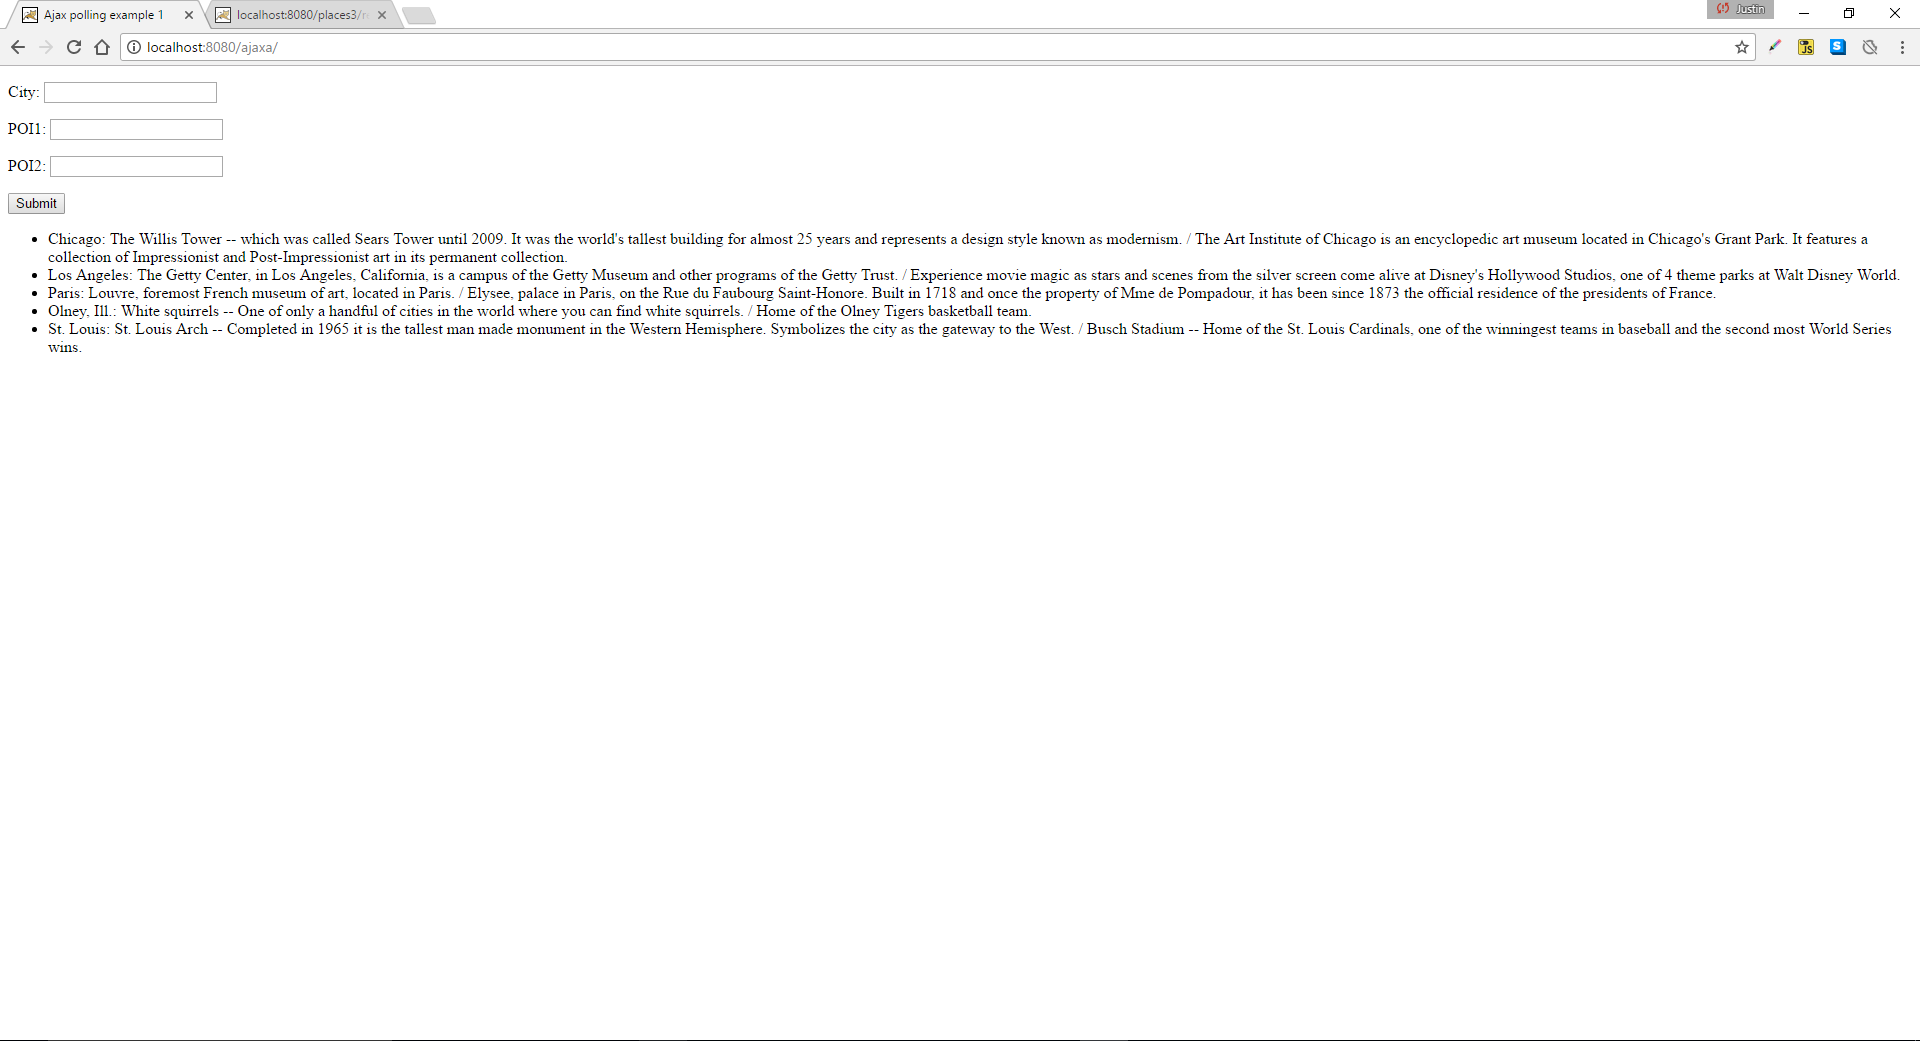 Ajax polling example 1
localhost:8080/places3/
Justin
localhost:8080/ajaxa/
JS
S
City:
POI1:
POI2:
Submit
Chicago: The Willis Tower -- which was called Sears Tower until 2009. It was the world's tallest building for almost 25 years and represents a design style known as modernism. / The Art Institute of Chicago is an encyclopedic art museum located in Chicago's Grant Park. It features a
collection of Impressionist and Post-Impressionist art in its permanent collection.
Los Angeles: The Getty Center, in Los Angeles, California, is a campus of the Getty Museum and other programs of the Getty Trust. / Experience movie magic as stars and scenes from the silver screen come alive at Disney's Hollywood Studios, one of 4 theme parks at Walt Disney World.
Paris: Louvre, foremost French museum of art, located in Paris. / Elysee, palace in Paris, on the Rue du Faubourg Saint-Honore. Built in 1718 and once the property of Mme de Pompadour, it has been since 1873 the official residence of the presidents of France.
Olney, Ill.: White squirrels -- One of only a handful of cities in the world where you can find white squirrels. / Home of the Olney Tigers basketball team.
St. Louis: St. Louis Arch -- Completed in 1965 it is the tallest man made monument in the Western Hemisphere. Symbolizes the city as the gateway to the West. / Busch Stadium -- Home of the St. Louis Cardinals, one of the winningest teams in baseball and the second most World Series
wins.